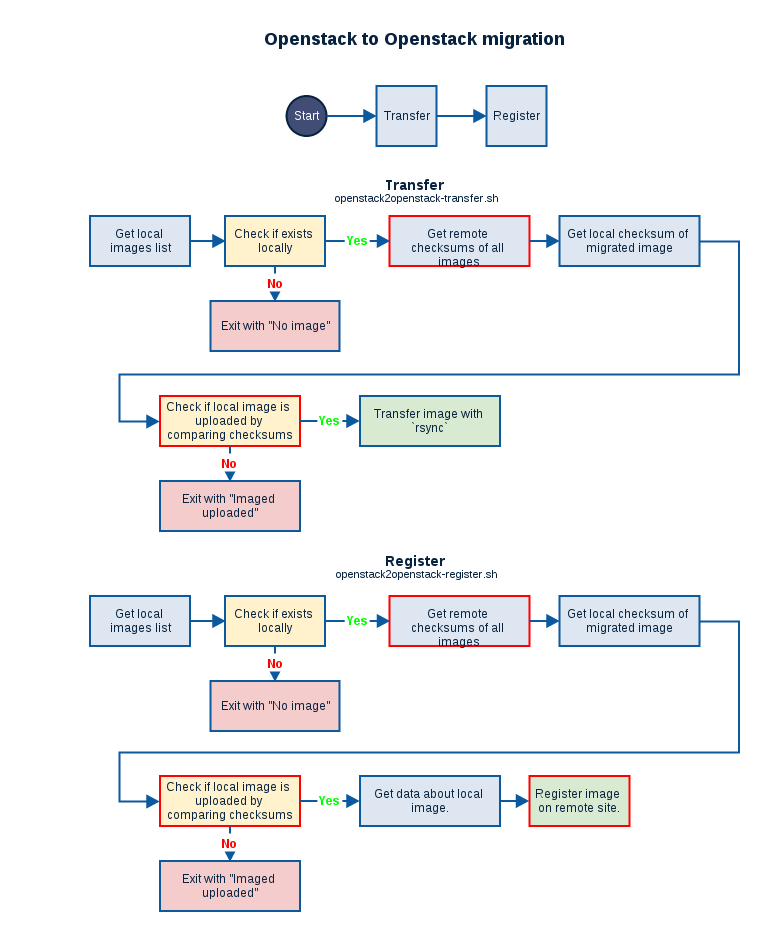 Openstack to Openstack migration
Start
Transfer
Register
Transfer
openstack2openstack-transfer.sh
Get local
images list
Check if exists
locally
Yes
Get remote
checksums of all
images
Get local checksum of
migrated image
No
Exit with "No image"
Check if local image is
uploaded by
comparing checksums
Yes
Transfer image with
`rsync`
No
Exit with "Imaged
uploaded"
Register
openstack2openstack-register.sh
Get local
images list
Check if exists
locally
Yes
Get remote
checksums of all
images
Get local checksum of
migrated image
No
Exit with "No image"
Check if local image is
uploaded by
comparing checksums
Yes
Get data about local
image.
Register image
on remote site.
No
Exit with "Imaged
uploaded"